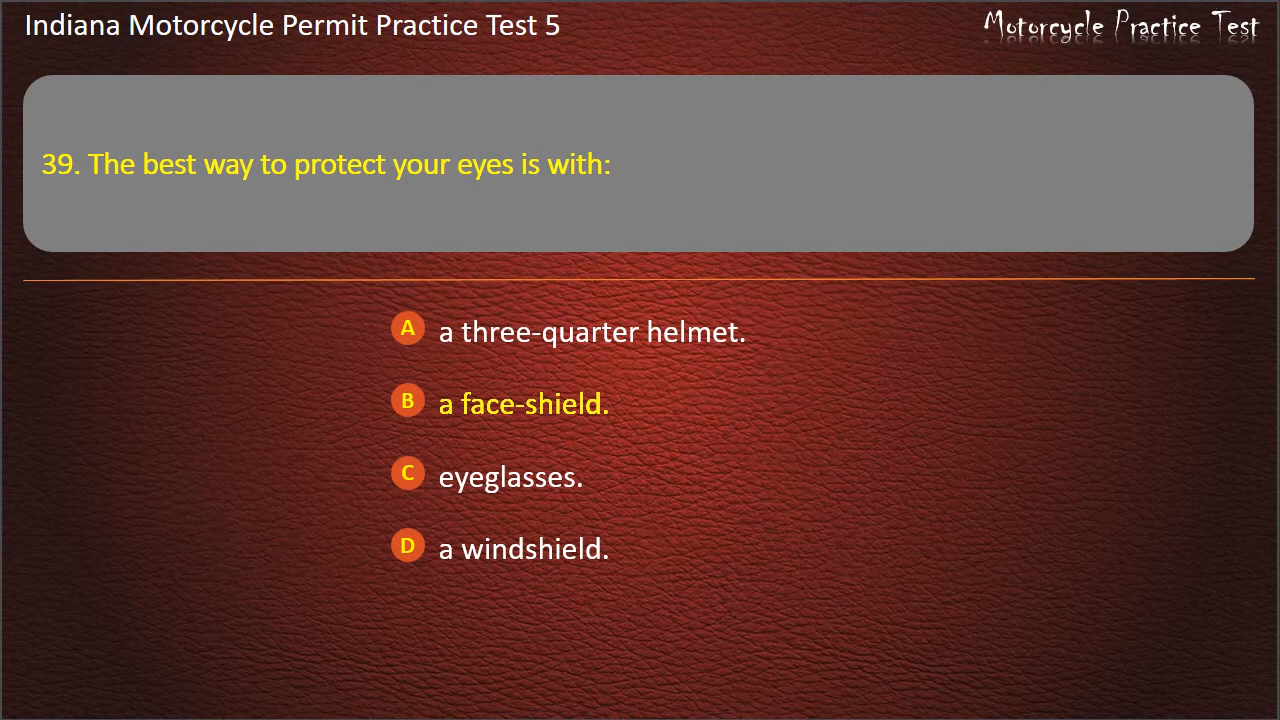 Indiana Motorcycle Permit Practice Test 5
Motorcycle Practice Test
39. The best way to protect your eyes is with:
A a three-quarter helmet.
B a face-shield.
C eyeglasses.
D a windshield.